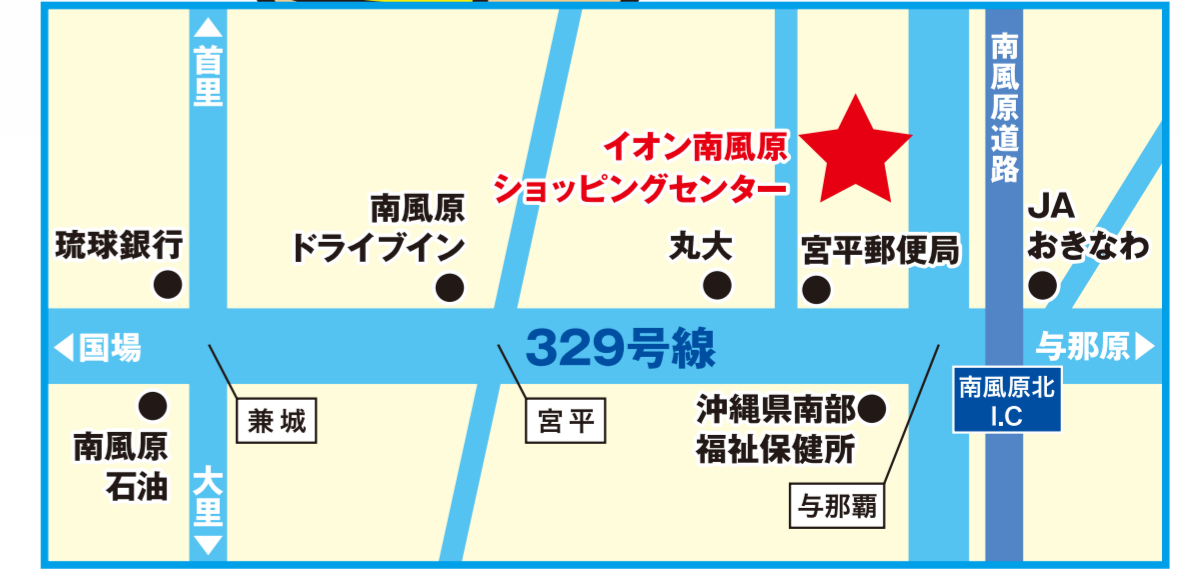 首里
南風原道路
イオン南風原
ショッピングセンター
JA
おきなわ
南風原
ドライブイン
琉球銀行
丸大
宮平郵便局
国場
329号線
与那原
南風原北
I.C
兼城
宮平
沖縄県南部
福祉保健所
南風原
石油
大里
与那覇